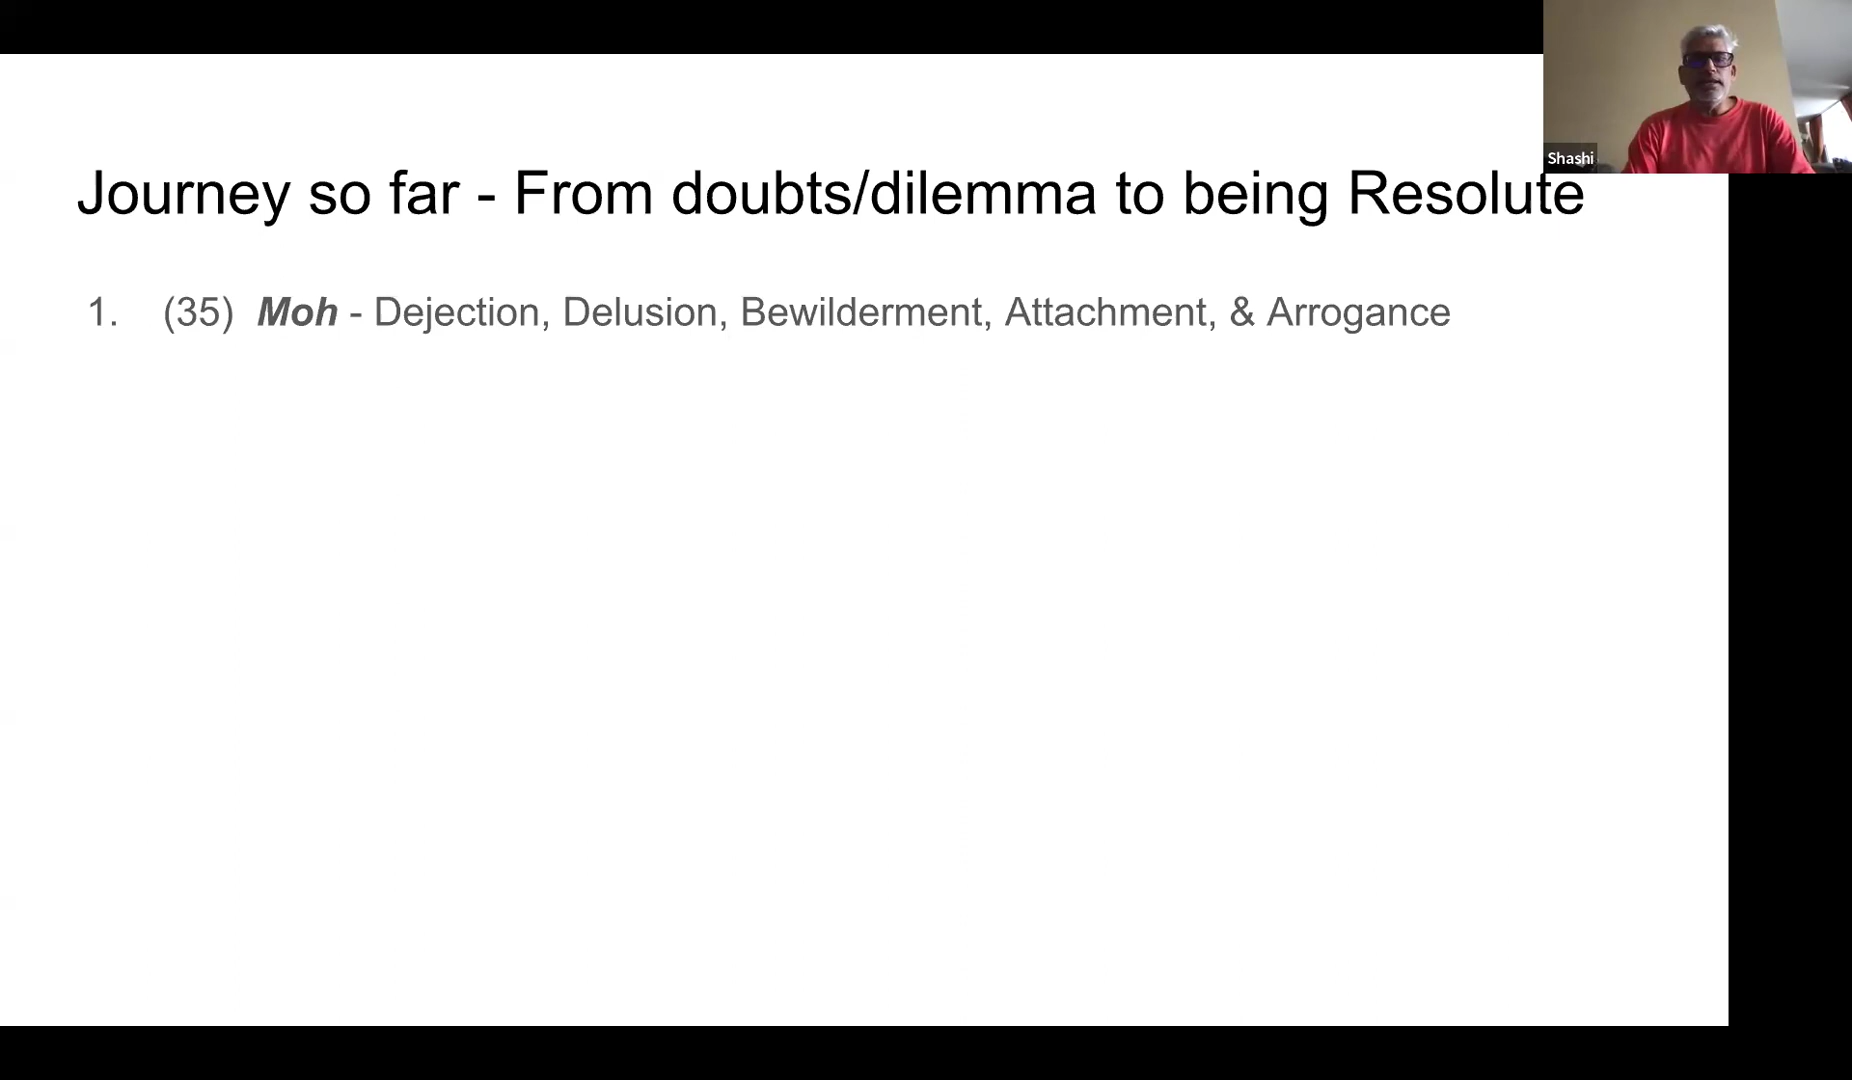 Shashi
Journey so far - From doubts/dilemma to being Resolute
1. (35) Moh - Dejection, Delusion, Bewilderment, Attachment, & Arrogance